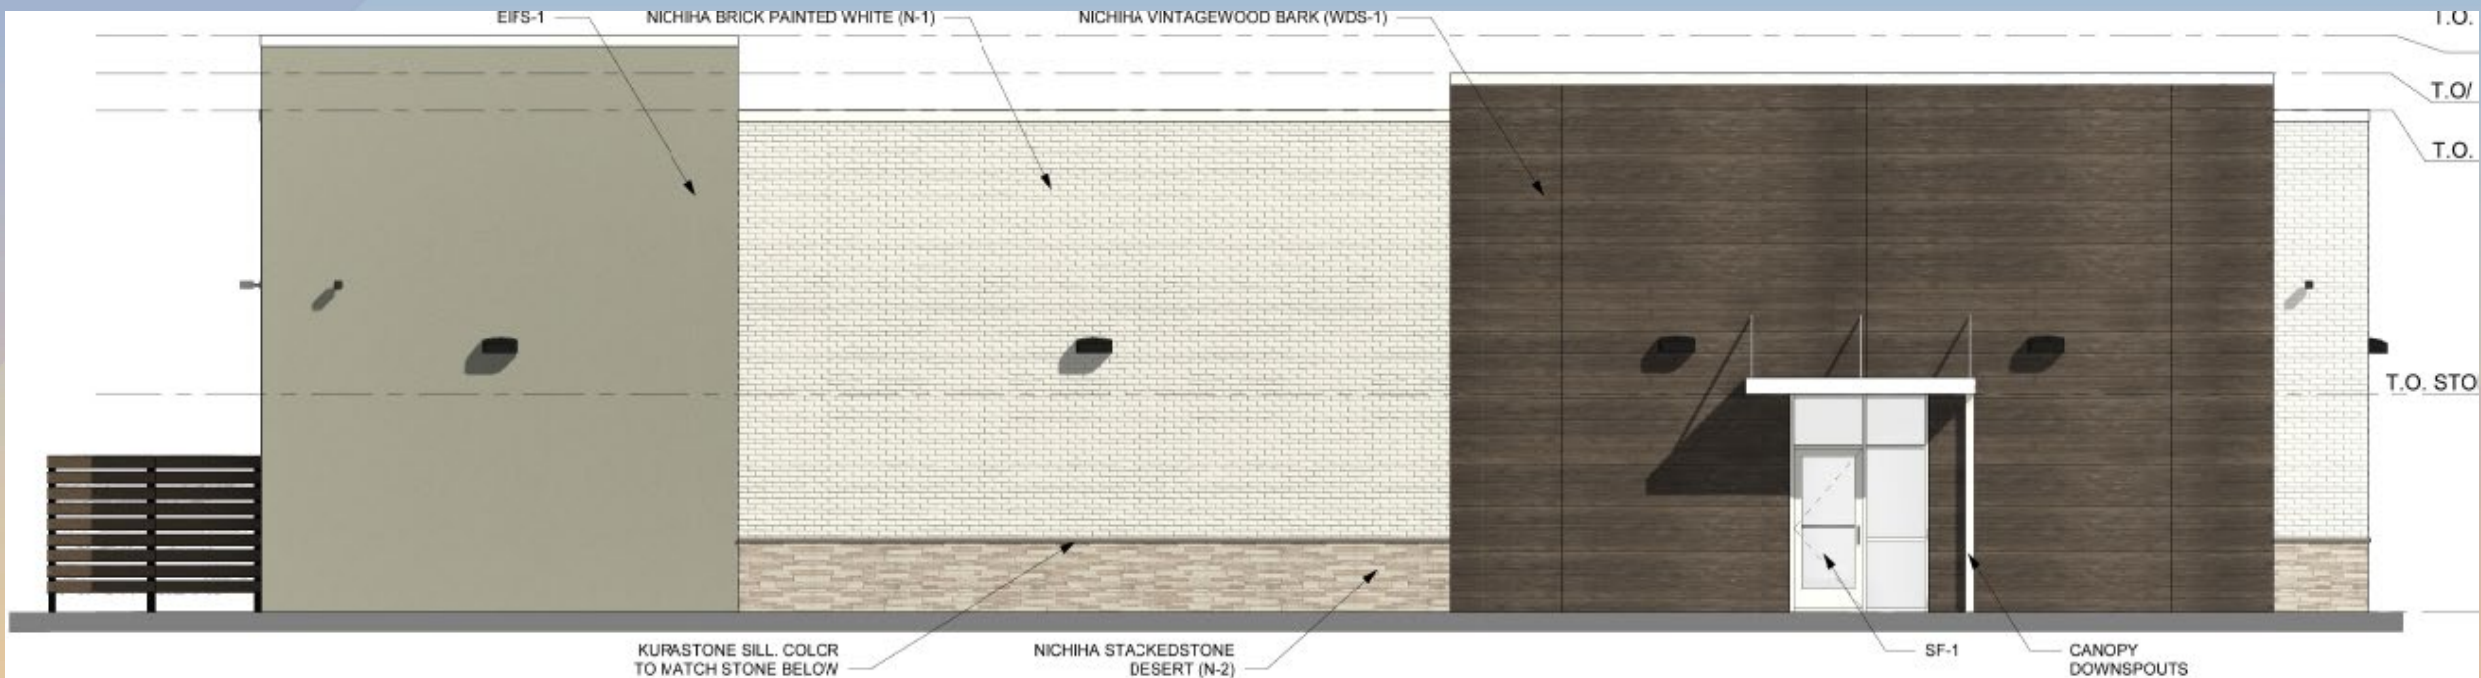 EIFS-1
NICHIHA BRICK PAINTED WHITE (N-1)
NICHIHA VINTAGEWOOD BARK (WDS-1)
T.O.
T.O/
T.O.
T.O. STO
KURASTONE SILL. COLOR
TO MATCH STONE BELOW
NICHIHA STACKEDSTONE
DESERT (N-2)
SF-1
CANOPY
DOWNSPOUTS